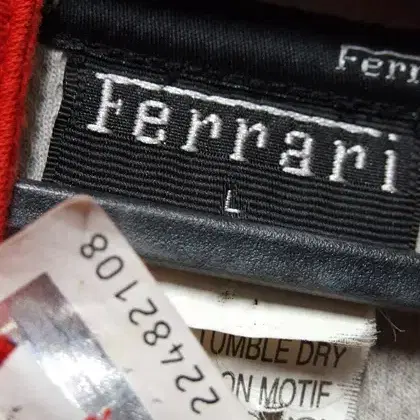 Ferr
Ferrari
L
22482108
TUMBLE DRY
ON MOTIF